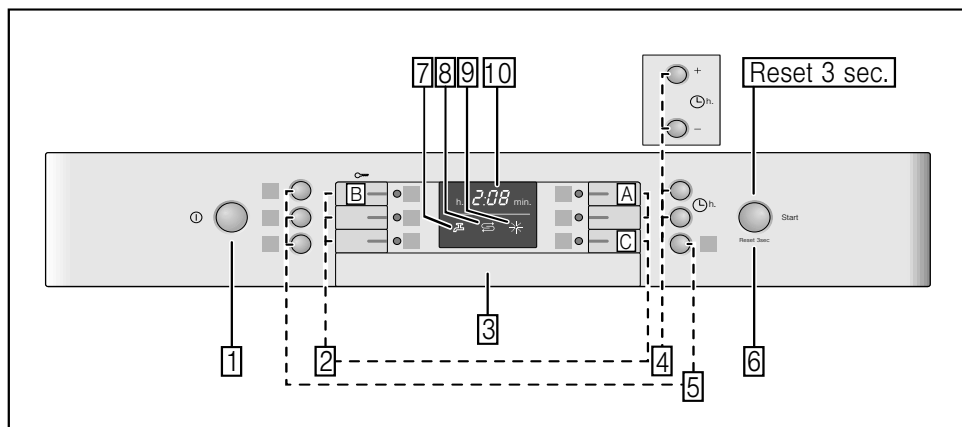 +
h.
−
7 8 9 10
Reset 3 sec.
B
A
h. 2:08 min.
h.
Start
C
Reset 3sec
3
1
2
4
6
5